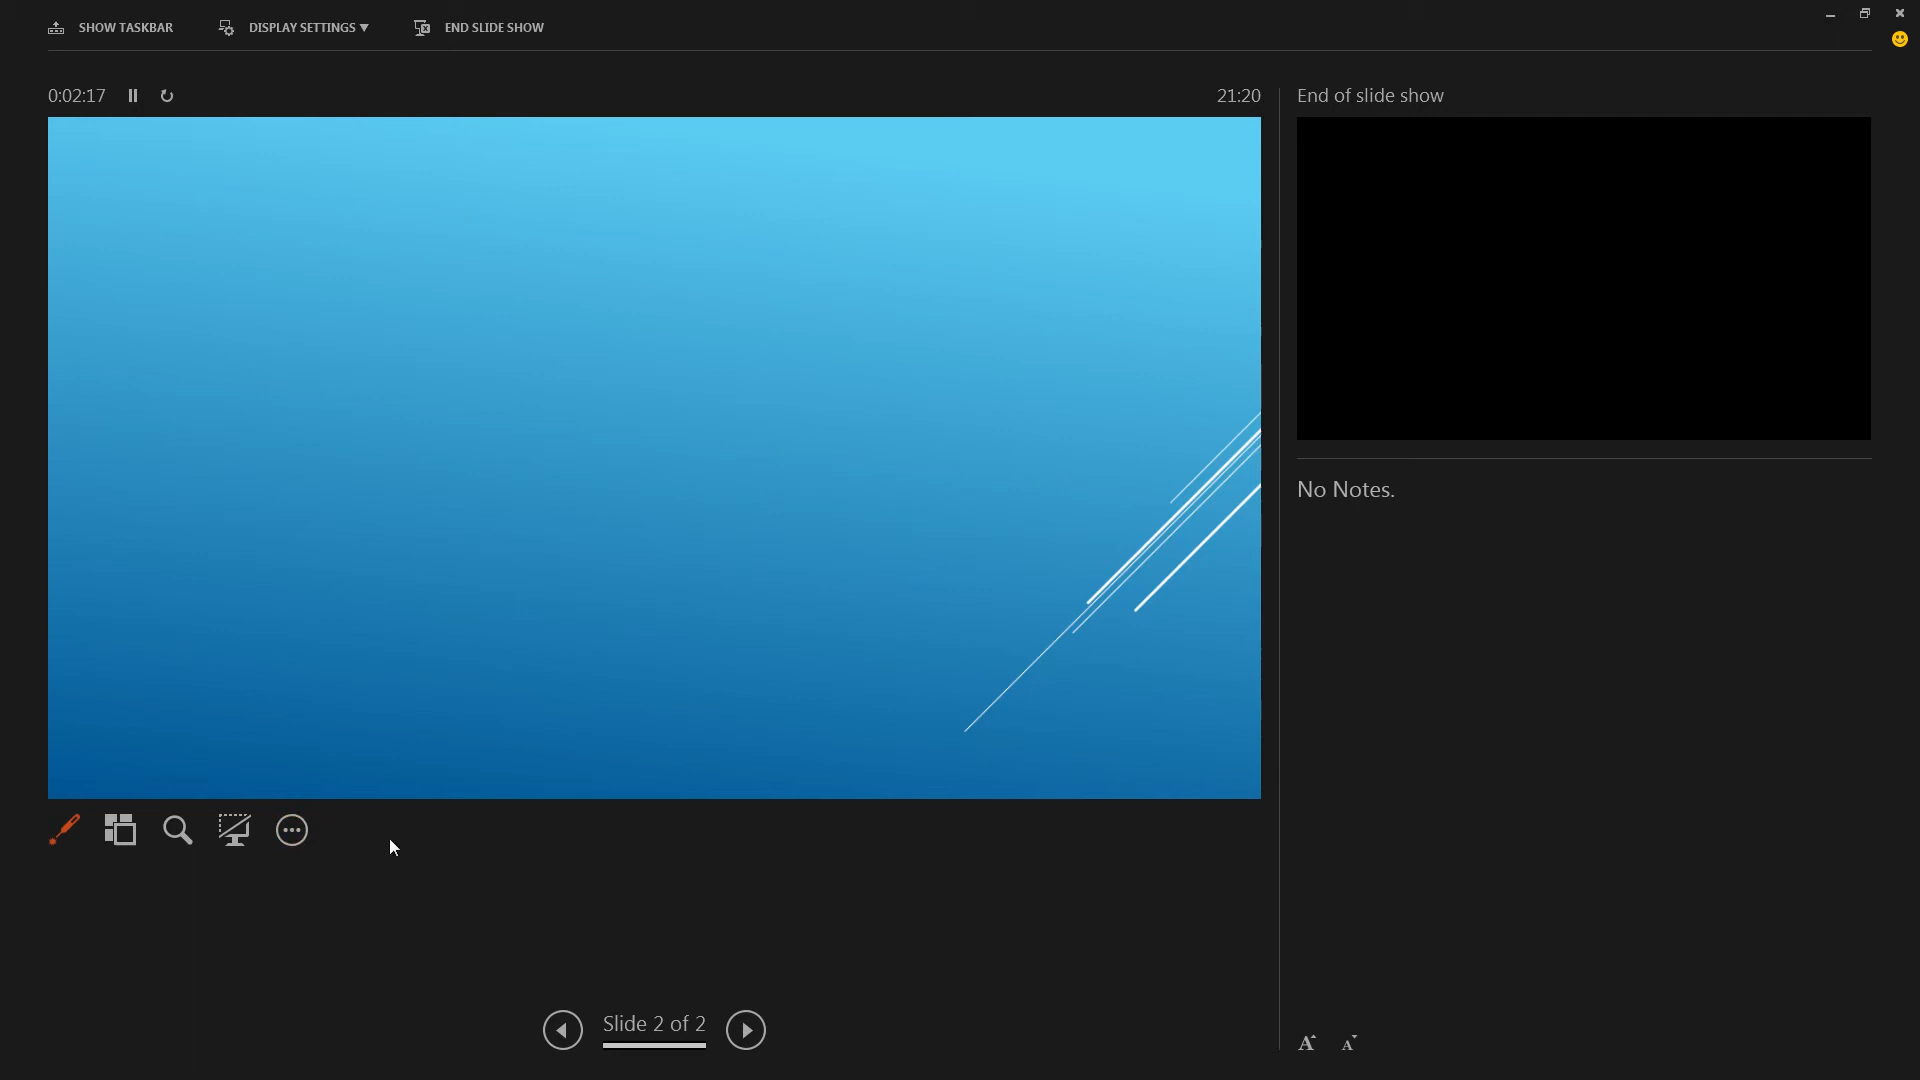 SHOW TASKBAR
DISPLAY SETTINGS
END SLIDE SHOW
0:02:17
21:20
End of slide show
No Notes.
Slide 2 of 2
A
A